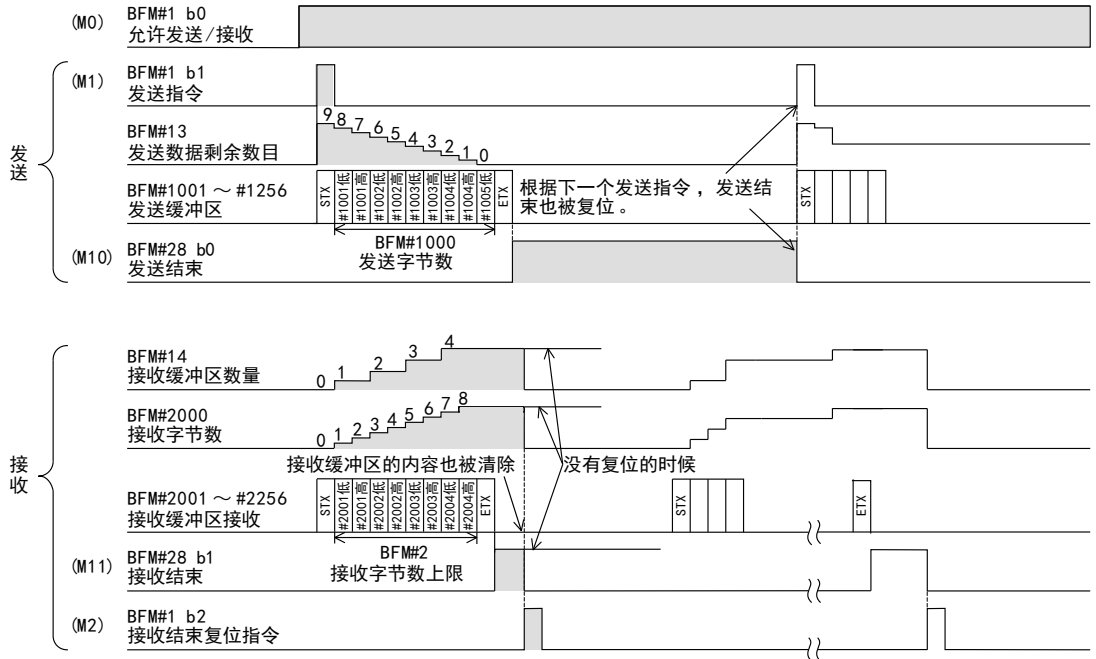 (M0)
BFM#1 b0
允许发送/接收
发送
(M1)
BFM#1 b1
发送指令
BFM#13
发送数据剩余数目
9 8 7 6 5 4 3 2 1 0
BFM#1001 ～ #1256
发送缓冲区
STX
#1001低
#1001高
#1002低
#1002高
#1003低
#1003高
#1004低
#1004高
#1005低
ETX
根据下一个发送指令，发送结
束也被复位。
STX
BFM#1000
发送字节数
(M10)
BFM#28 b0
发送结束
接收
BFM#14
接收缓冲区数量
0 1 2 3 4
BFM#2000
接收字节数
0 1 2 3 4 5 6 7 8
接收缓冲区的内容也被清除
没有复位的时候
BFM#2001 ～ #2256
接收缓冲区接收
STX
#2001低
#2001高
#2002低
#2002高
#2003低
#2003高
#2004低
#2004高
ETX
STX
ETX
BFM#2
接收字节数上限
(M11)
BFM#28 b1
接收结束
(M2)
BFM#1 b2
接收结束复位指令